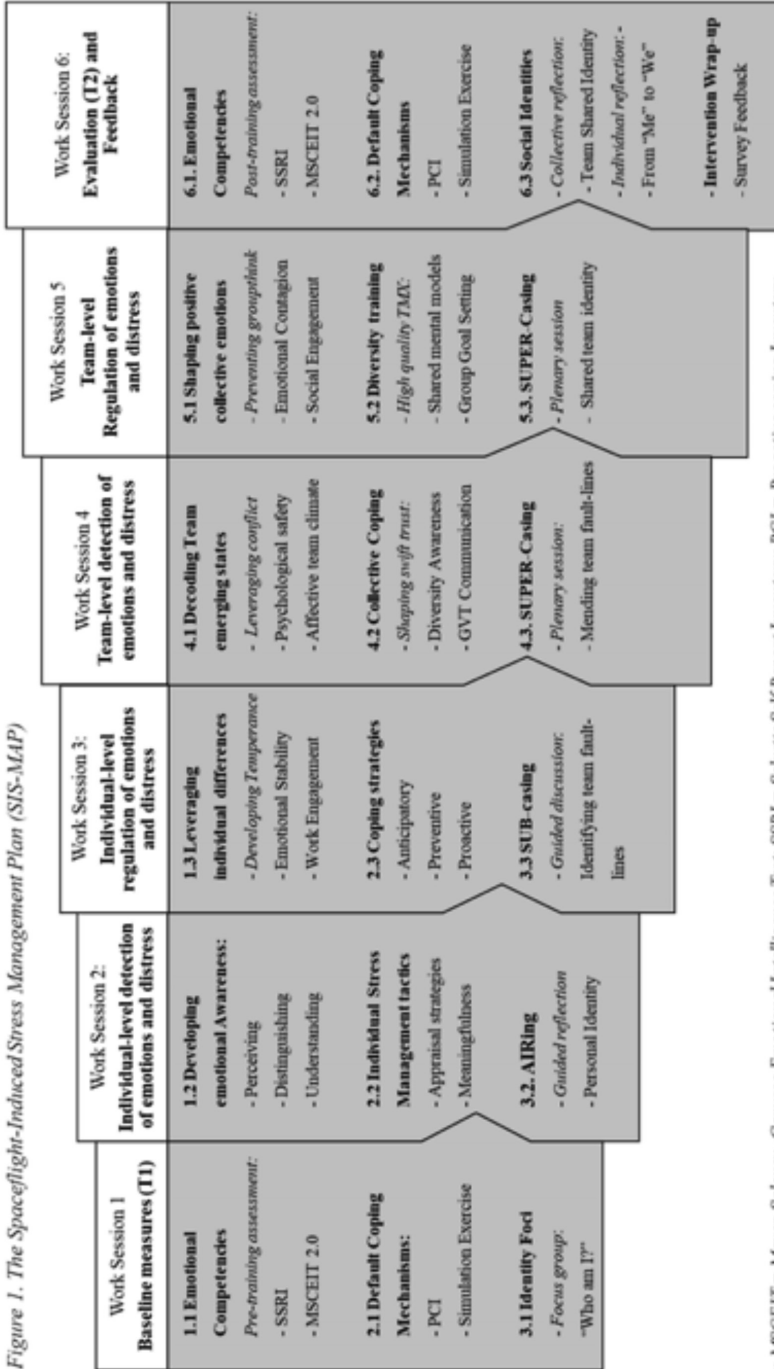 Figure 1. The Spaceflight-Induced Stress Management Plan (SIS-MAP)
Work Session 1
Baseline measures (T1)
1.1 Emotional
Competencies
Pre-training assessment:
- SSRI
- MSCEIT 2.0
2.1 Default Coping
Mechanisms:
- PCI
- Simulation Exercise
3.1 Identity Foci
- Focus group:
"Who am I?"
Work Session 2:
Individual-level detection
of emotions and distress
1.2 Developing
emotional Awareness:
- Perceiving
- Distinguishing
- Understanding
2.2 Individual Stress
Management tactics
- Appraisal strategies
- Meaningfulness
3.2. AIRing
- Guided reflection
- Personal Identity
Work Session 3:
Individual-level
regulation of emotions
and distress
1.3 Leveraging
individual differences
- Developing Temperance
- Emotional Stability
- Work Engagement
2.3 Coping strategies
- Anticipatory
- Preventive
- Proactive
3.3 SUB-casing
- Guided discussion:
Identifying team fault-
lines
Work Session 4
Team-level detection of
emotions and distress
4.1 Decoding Team
emerging states
- Leveraging conflict
- Psychological safety
- Affective team climate
4.2 Collective Coping
- Shaping swift trust:
- Diversity Awareness
- GVT Communication
4.3. SUPER-Casing
- Plenary session:
- Mending team fault-lines
Work Session 5
Team-level
Regulation of emotions
and distress
5.1 Shaping positive
collective emotions
- Preventing groupthink
- Emotional Contagion
- Social Engagement
5.2 Diversity training
- High quality TMX:
- Shared mental models
- Group Goal Setting
5.3. SUPER-Casing
- Plenary session
- Shared team identity
Work Session 6:
Evaluation (T2) and
Feedback
6.1. Emotional
Competencies
Post-training assessment:
- SSRI
- MSCEIT 2.0
6.2. Default Coping
Mechanisms
- PCI
- Simulation Exercise
6.3 Social Identities
- Collective reflection:
- Team Shared Identity
- Individual reflection: -
- From "Me" to "We"
- Intervention Wrap-up
- Survey Feedback